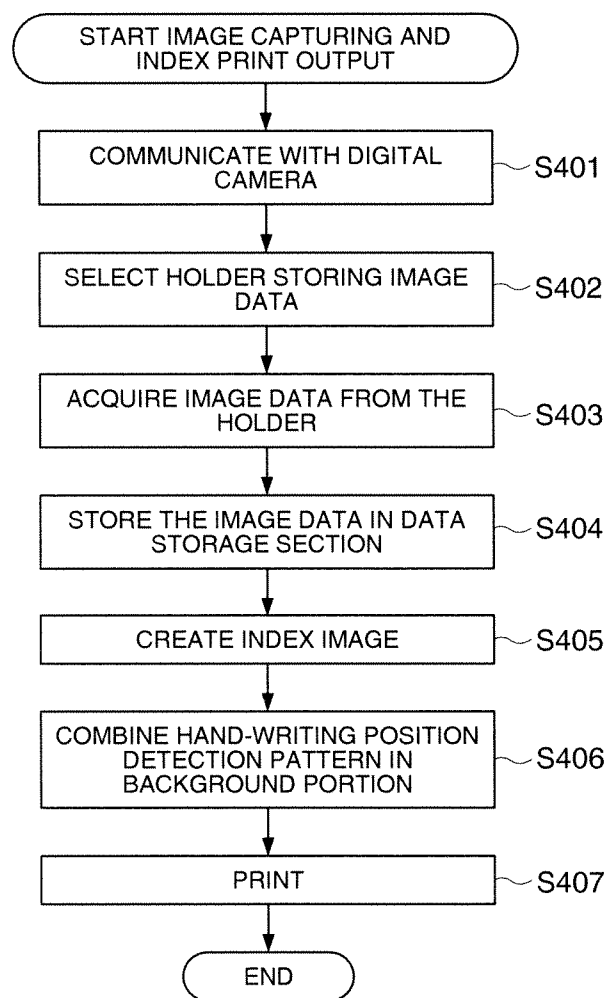 START IMAGE CAPTURING AND
INDEX PRINT OUTPUT
COMMUNICATE WITH DIGITAL
CAMERA
S401
SELECT HOLDER STORING IMAGE
DATA
S402
ACQUIRE IMAGE DATA FROM THE
HOLDER
S403
STORE THE IMAGE DATA IN DATA
STORAGE SECTION
S404
CREATE INDEX IMAGE
S405
COMBINE HAND-WRITING POSITION
DETECTION PATTERN IN
BACKGROUND PORTION
S406
PRINT
S407
END